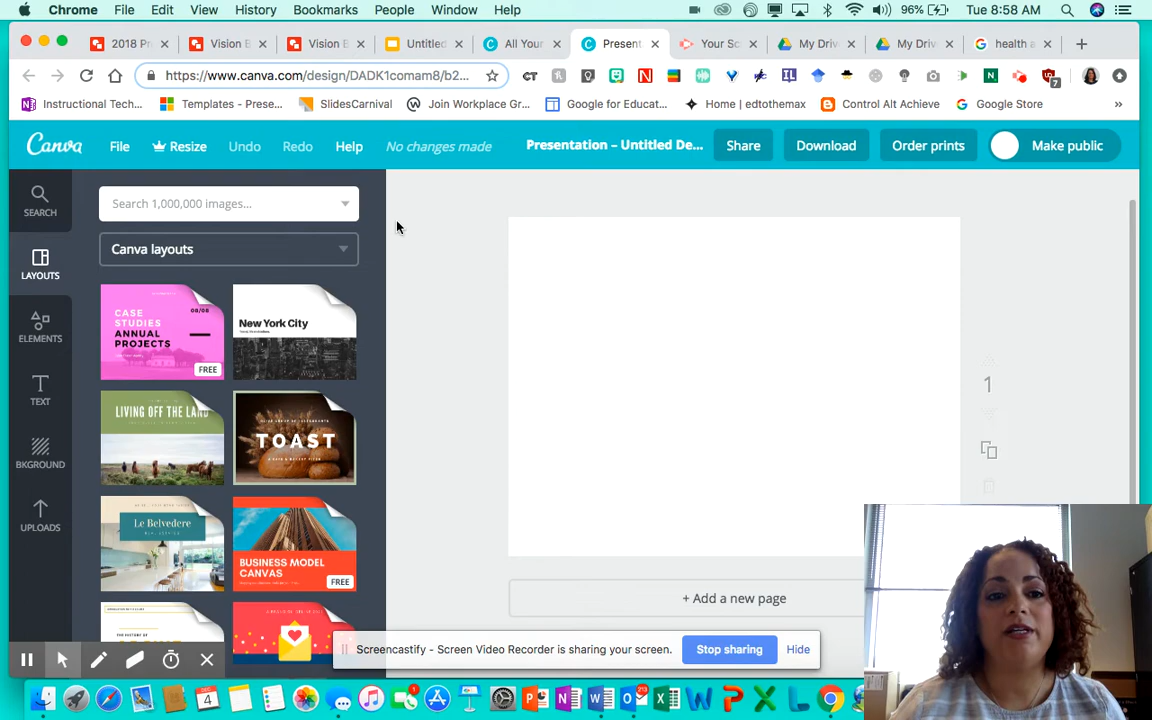 Chrome File Edit View History Bookmarks People Window Help 96% Tue 8:58 AM
2018 Pr Vision B Vision B Untitled All Your Present Your Sc My Driv My Driv health a
https://www.canva.com/design/DADK1comam8/b2...
Instructional Tech... Templates - Prese... SlidesCarnival Join Workplace Gr... Google for Educat... Home | edtothemax Control Alt Achieve Google Store »
Canva File Resize Undo Redo Help No changes made Presentation – Untitled De... Share Download Order prints Make public
SEARCH
LAYOUTS
ELEMENTS
TEXT
BKGROUND
UPLOADS
Search 1,000,000 images...
Canva layouts
CASE
STUDIES
ANNUAL
PROJECTS
FREE
New York City
LIVING OFF THE LAND
TOAST
Le Belvedere
BUSINESS MODEL
CANVAS
FREE
1
+ Add a new page
Screencastify - Screen Video Recorder is sharing your screen. Stop sharing Hide